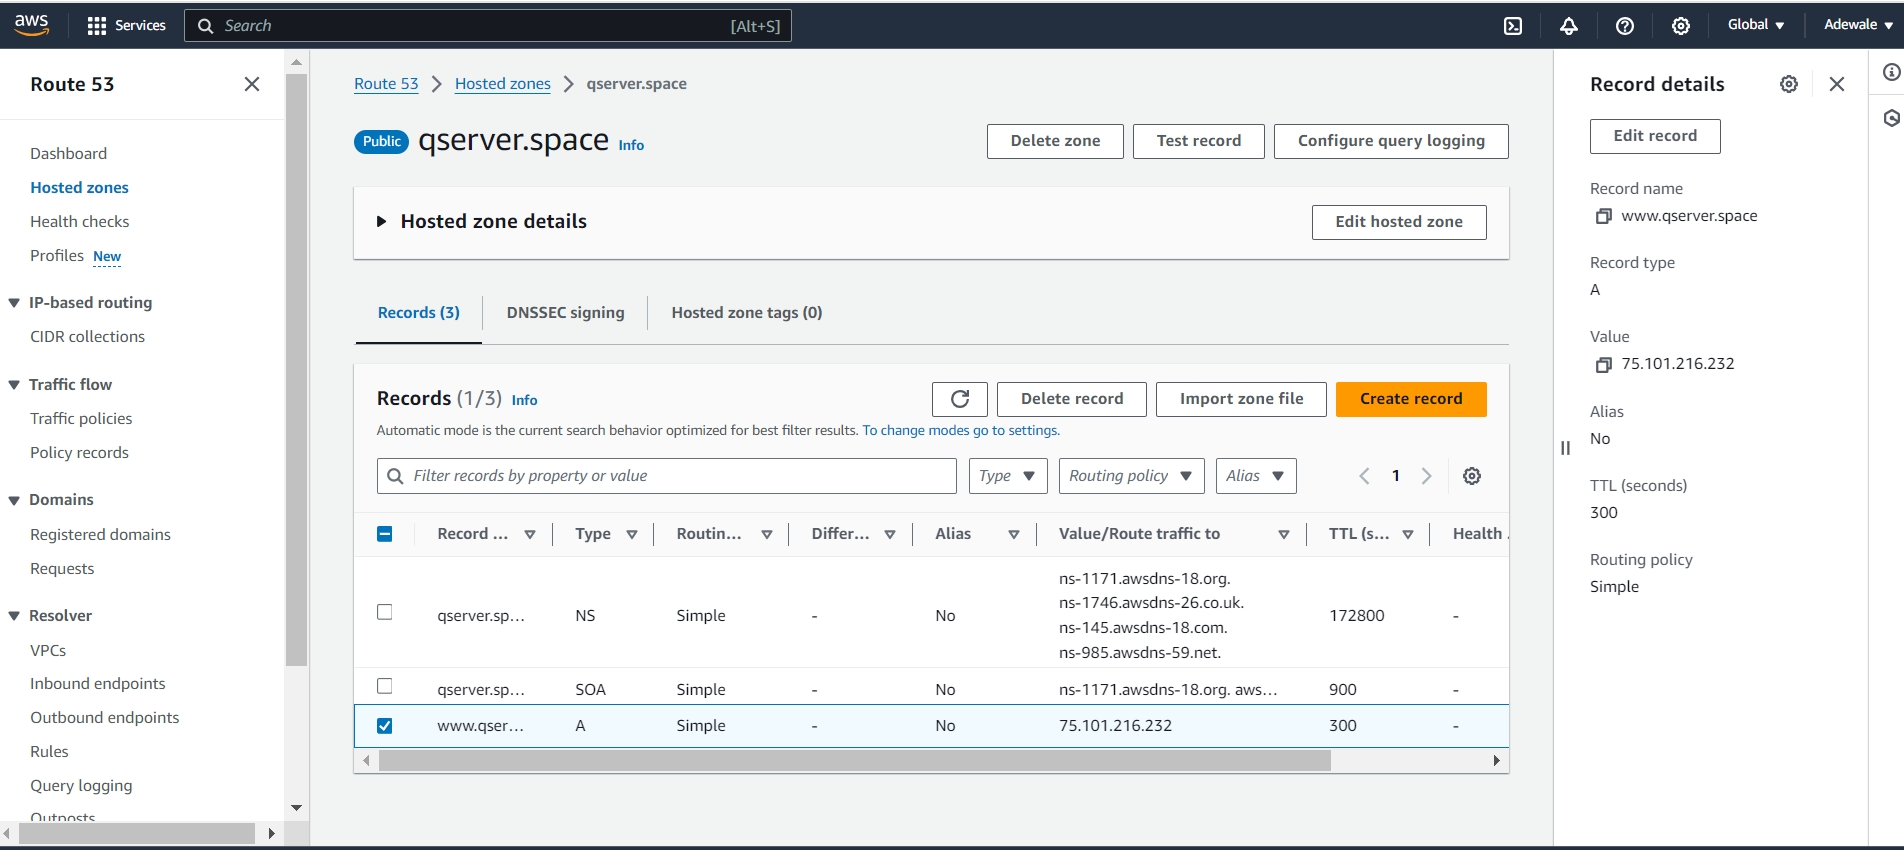 aws
Services
Search
[Alt+S]
Global
Adewale
Route 53
Dashboard
Hosted zones
Health checks
Profiles New
IP-based routing
CIDR collections
Traffic flow
Traffic policies
Policy records
Domains
Registered domains
Requests
Resolver
VPCs
Inbound endpoints
Outbound endpoints
Rules
Query logging
Outposts
Route 53
Hosted zones
qserver.space
Public
qserver.space Info
Delete zone
Test record
Configure query logging
Hosted zone details
Edit hosted zone
Records (3)
DNSSEC signing
Hosted zone tags (0)
Records (1/3) Info
Delete record
Import zone file
Create record
Automatic mode is the current search behavior optimized for best filter results. To change modes go to settings.
Filter records by property or value
Type
Routing policy
Alias
1
Record ...
Type
Routin...
Differ...
Alias
Value/Route traffic to
TTL (s...
Health
qserver.sp...
NS
Simple
-
No
ns-1171.awsdns-18.org.
ns-1746.awsdns-26.co.uk.
ns-145.awsdns-18.com.
ns-985.awsdns-59.net.
172800
-
qserver.sp...
SOA
Simple
-
No
ns-1171.awsdns-18.org. aws...
900
-
www.qser...
A
Simple
-
No
75.101.216.232
300
-
Record details
Edit record
Record name
www.qserver.space
Record type
A
Value
75.101.216.232
Alias
No
TTL (seconds)
300
Routing policy
Simple